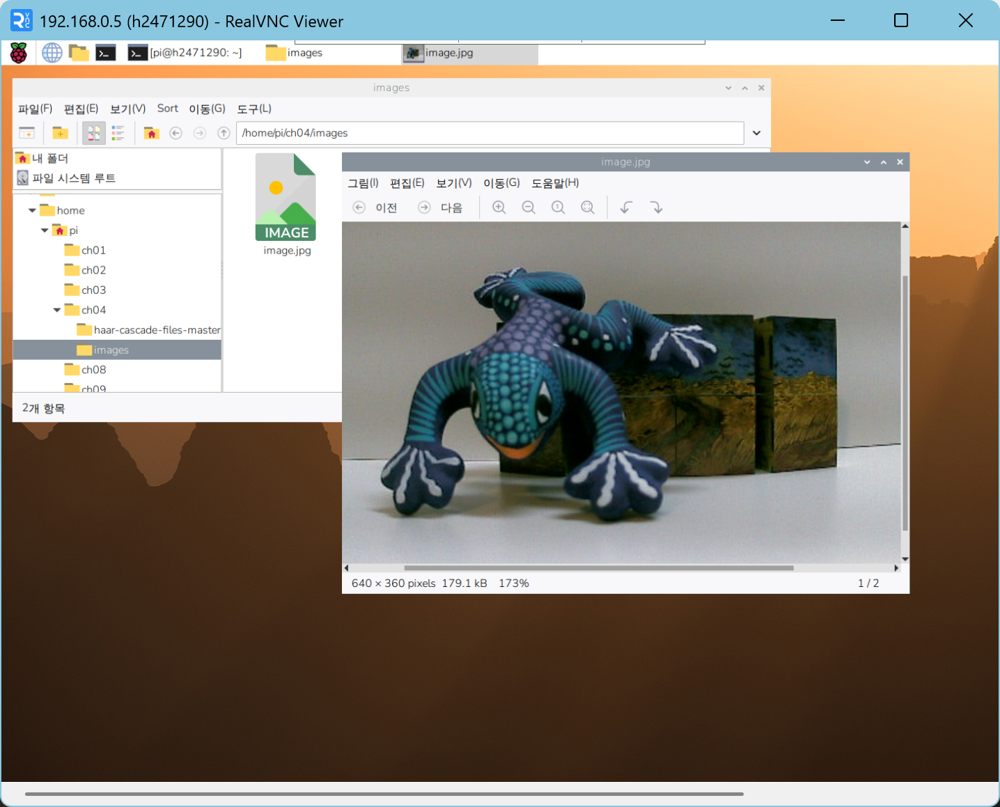 192.168.0.5 (h2471290) - RealVNC Viewer
[pi@h2471290: ~]
images
image.jpg
images
파일(F) 편집(E) 보기(V) Sort 이동(G) 도구(L)
/home/pi/ch04/images
내 폴더
파일 시스템 루트
home
pi
ch01
ch02
ch03
ch04
haar-cascade-files-master
images
ch08
ch09
2개 항목
IMAGE
image.jpg
image.jpg
그림(I) 편집(E) 보기(V) 이동(G) 도움말(H)
이전 다음
640 × 360 pixels 179.1 kB 173% 1 / 2